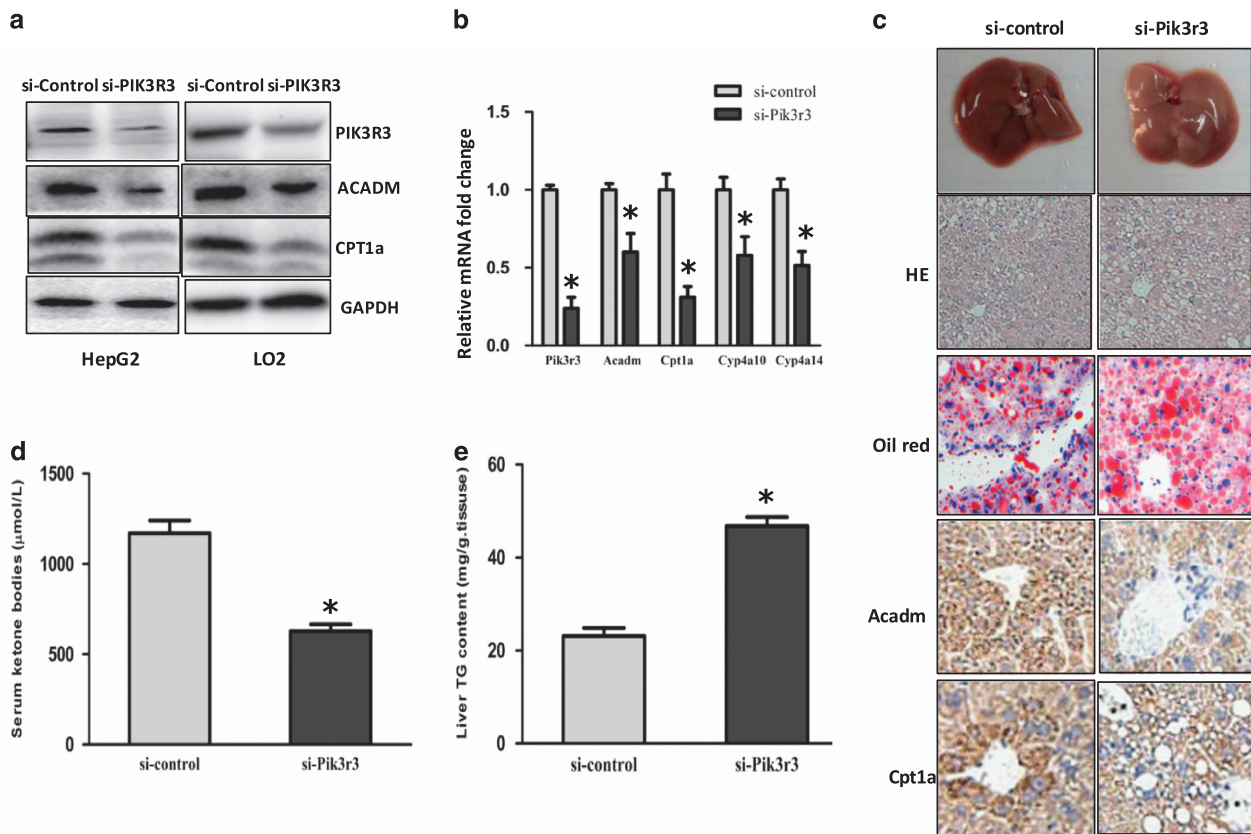 a
si-Control si-PIK3R3 si-Control si-PIK3R3
PIK3R3
ACADM
CPT1a
GAPDH
HepG2 LO2
b
si-control
si-Pik3r3
Relative mRNA fold change
1.5
1.0
0.5
0.0
* * * * *
Pik3r3 Acadm Cpt1a Cyp4a10 Cyp4a14
c
si-control si-Pik3r3
HE
Oil red
Acadm
Cpt1a
d
Serum ketone bodies (μmol/L)
1500
1000
500
0
*
si-control si-Pik3r3
e
Liver TG content (mg/g.tissuse)
60
40
20
0
*
si-control si-Pik3r3